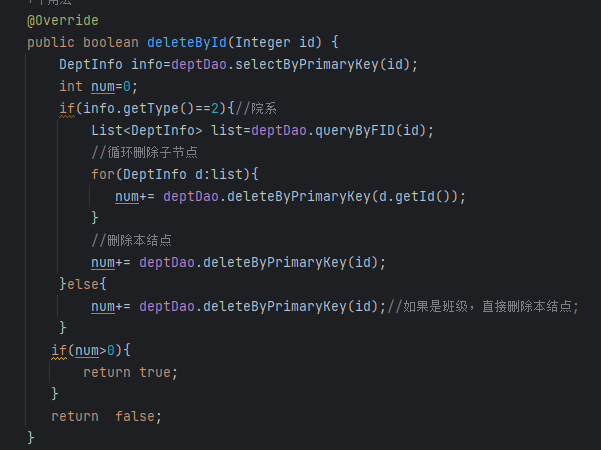 @Override
public boolean deleteById(Integer id) {
DeptInfo info=deptDao.selectByPrimaryKey(id);
int num=0;
if(info.getType()==2){//院系
List<DeptInfo> list=deptDao.queryByFID(id);
//循环删除子节点
for(DeptInfo d:list){
num+= deptDao.deleteByPrimaryKey(d.getId());
}
//删除本结点
num+= deptDao.deleteByPrimaryKey(id);
}else{
num+= deptDao.deleteByPrimaryKey(id);//如果是班级，直接删除本结点;
}
if(num>0){
return true;
}
return  false;
}